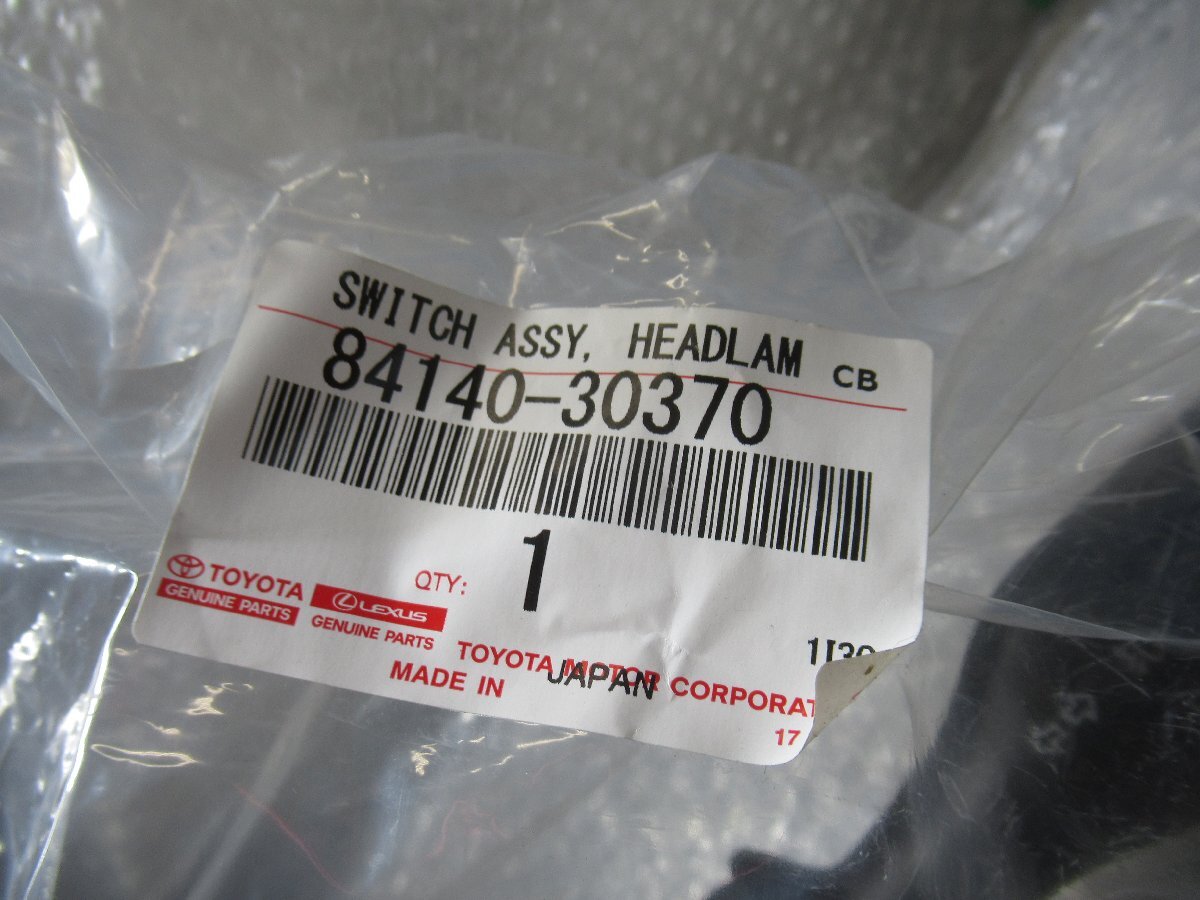 SWITCH ASSY, HEADLAM CB
84140-30370
QTY: 1
TOYOTA
GENUINE PARTS
LEXUS
GENUINE PARTS
TOYOTA MOTOR CORPORAT
MADE IN JAPAN
17